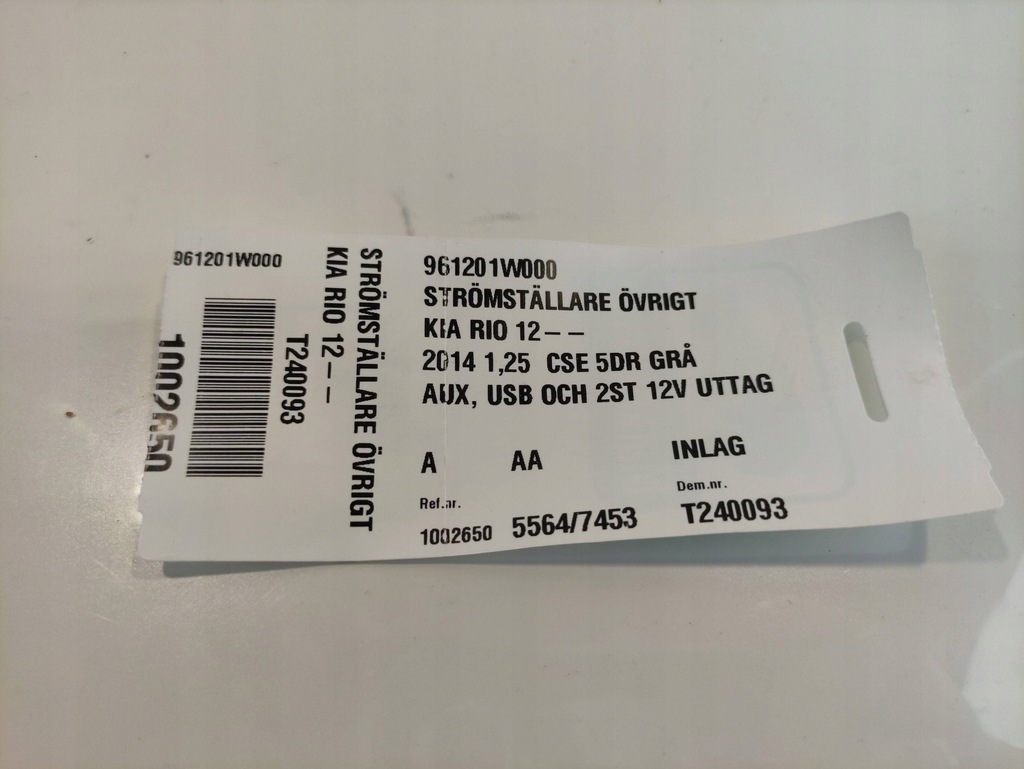 961201W000
1002650
T240093
KIA RIO 12--
STRÖMSTÄLLARE ÖVRIGT
961201W000
STRÖMSTÄLLARE ÖVRIGT
KIA RIO 12--
2014 1,25 CSE 5DR GRÅ
AUX, USB OCH 2ST 12V UTTAG
A AA INLAG
Ref.nr. Dem.nr.
1002650 5564/7453 T240093